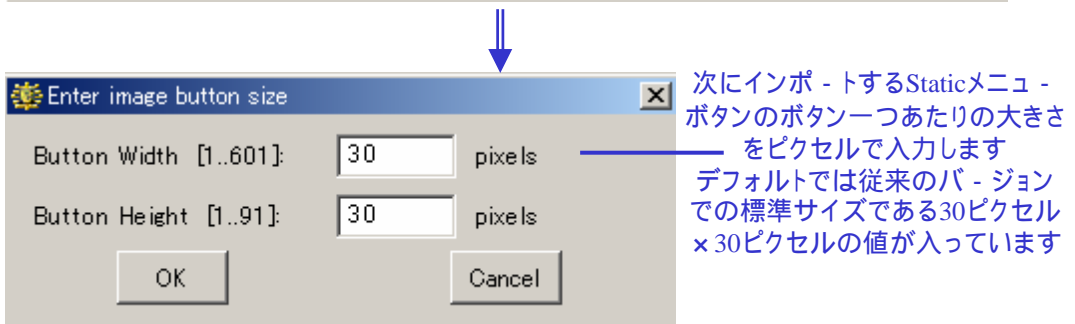 Enter image button size
Button Width [1..601]: 30 pixels
Button Height [1..91]: 30 pixels
OK Cancel
次にインポ - トするStaticメニュ -
ボタンのボタン一つあたりの大きさ
をピクセルで入力します
デフォルトでは従来のバ - ジョン
での標準サイズである30ピクセル
×30ピクセルの値が入っています